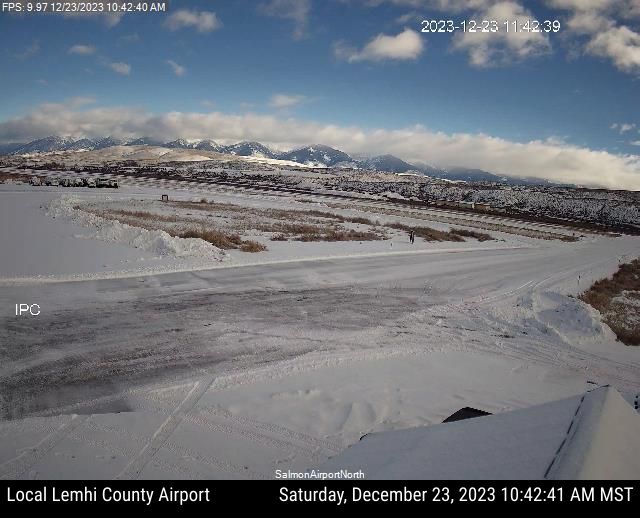 FPS: 9.97 12/23/2023 10:42:40 AM
2023-12-23 11:42:39
IPC
SalmonAirportNorth
Local Lemhi County Airport Saturday, December 23, 2023 10:42:41 AM MST